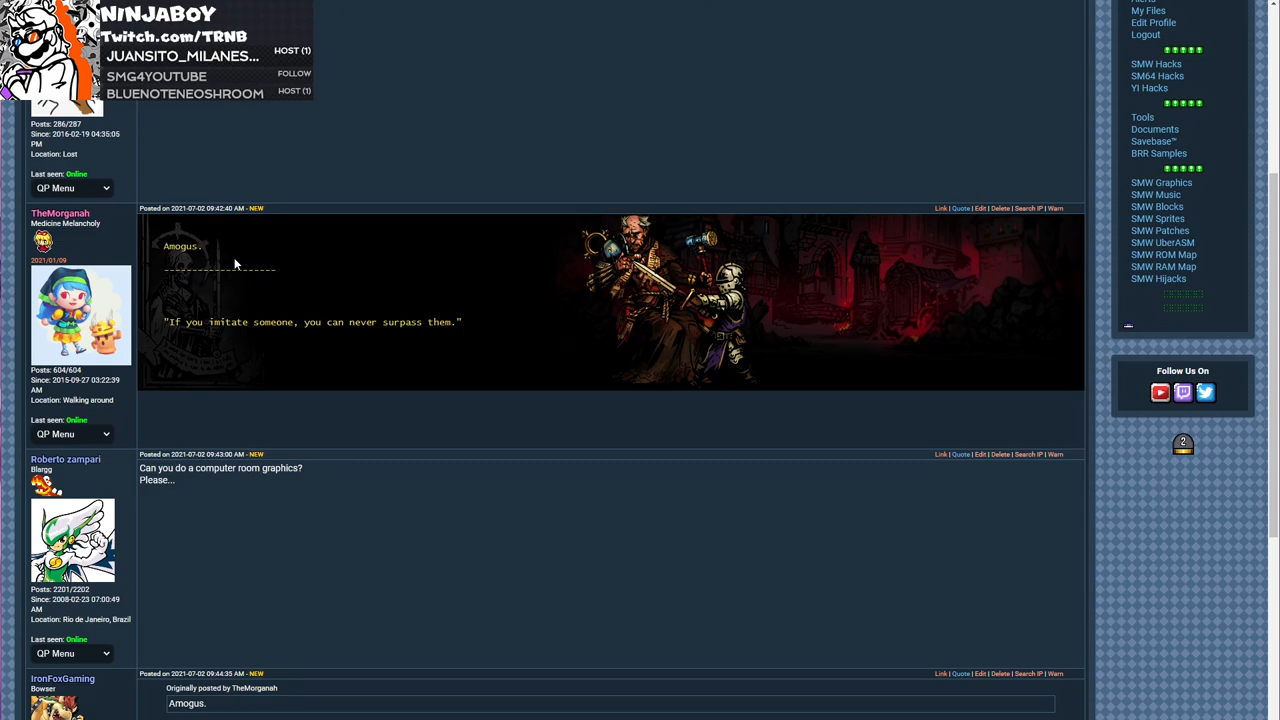 NINJABOY
Twitch.com/TRNB
JUANSITO_MILANES... HOST (1)
SMG4YOUTUBE FOLLOW
BLUENOTENEOSHROOM HOST (1)
Posts: 286/287
Since: 2016-02-19 04:35:05
PM
Location: Lost
Last seen: Online
QP Menu
TheMorganah
Medicine Melancholy
2021/01/09
Posts: 604/604
Since: 2015-09-27 03:22:39
AM
Location: Walking around
Last seen: Online
QP Menu
Posted on 2021-07-02 09:42:40 AM - NEW
Link | Quote | Edit | Delete | Search IP | Warn
Amogus.
----------------------
"If you imitate someone, you can never surpass them."
Roberto zampari
Blargg
Posts: 2201/2202
Since: 2008-02-23 07:00:49
AM
Location: Rio de Janeiro, Brazil
Last seen: Online
QP Menu
Posted on 2021-07-02 09:43:00 AM - NEW
Link | Quote | Edit | Delete | Search IP | Warn
Can you do a computer room graphics?
Please...
IronFoxGaming
Bowser
Posted on 2021-07-02 09:44:35 AM - NEW
Link | Quote | Edit | Delete | Search IP | Warn
Originally posted by TheMorganah
Amogus.
My Files
Edit Profile
Logout
SMW Hacks
SM64 Hacks
YI Hacks
Tools
Documents
Savebase™
BRR Samples
SMW Graphics
SMW Music
SMW Blocks
SMW Sprites
SMW Patches
SMW UberASM
SMW ROM Map
SMW RAM Map
SMW Hijacks
Follow Us On
2